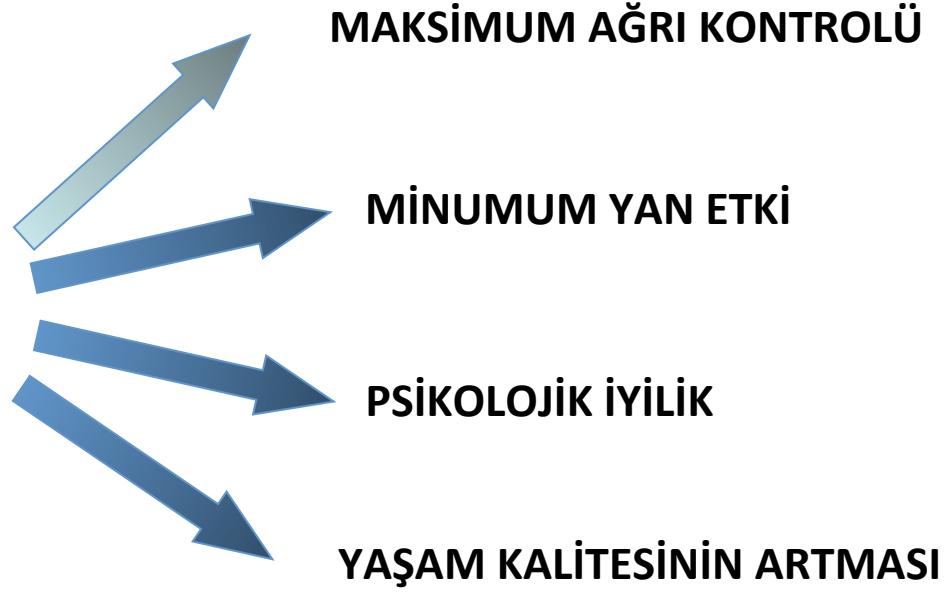 MAKSİMUM AĞRI KONTROLÜ
MİNUMUM YAN ETKİ
PSİKOLOJİK İYİLİK
YAŞAM KALİTESİNİN ARTMASI